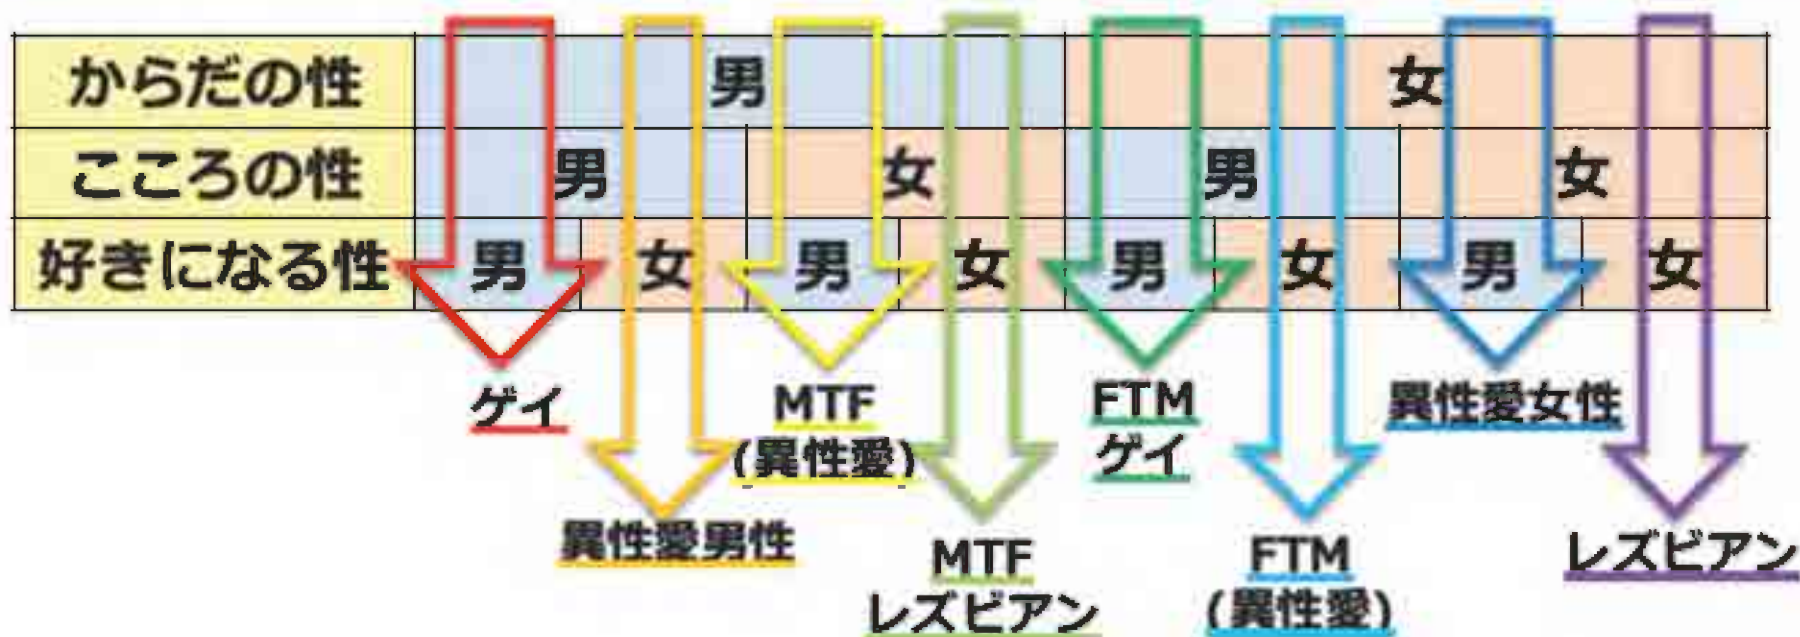 からだの性 男 女
こころの性 男 女 男 女
好きになる性 男 女 男 女 男 女 男 女
ゲイ
異性愛男性
MTF
(異性愛)
MTF
レズビアン
FTM
ゲイ
FTM
(異性愛)
異性愛女性
レズビアン